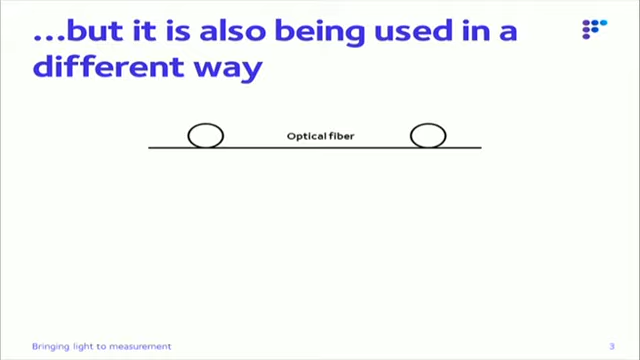 ...but it is also being used in a
different way
Optical fiber
Bringing light to measurement
3